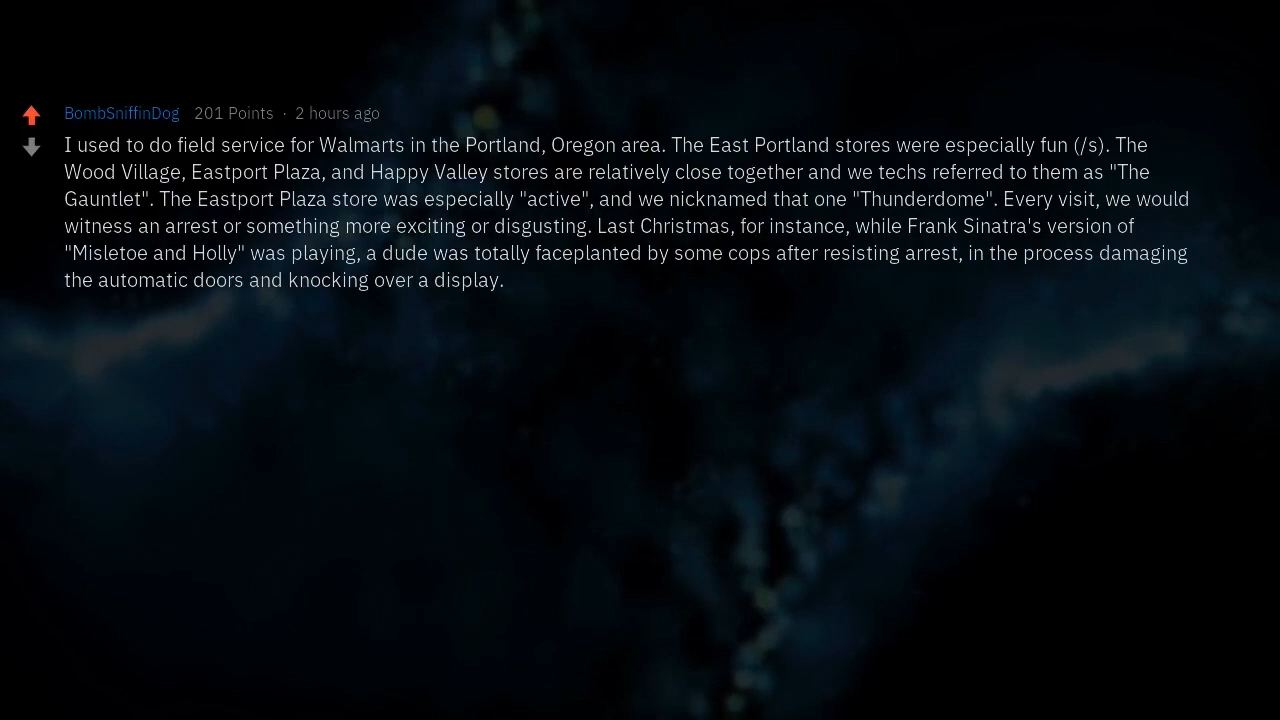 BombSniffinDog 201 Points · 2 hours ago
I used to do field service for Walmarts in the Portland, Oregon area. The East Portland stores were especially fun (/s). The
Wood Village, Eastport Plaza, and Happy Valley stores are relatively close together and we techs referred to them as "The
Gauntlet". The Eastport Plaza store was especially "active", and we nicknamed that one "Thunderdome". Every visit, we would
witness an arrest or something more exciting or disgusting. Last Christmas, for instance, while Frank Sinatra's version of
"Misletoe and Holly" was playing, a dude was totally faceplanted by some cops after resisting arrest, in the process damaging
the automatic doors and knocking over a display.